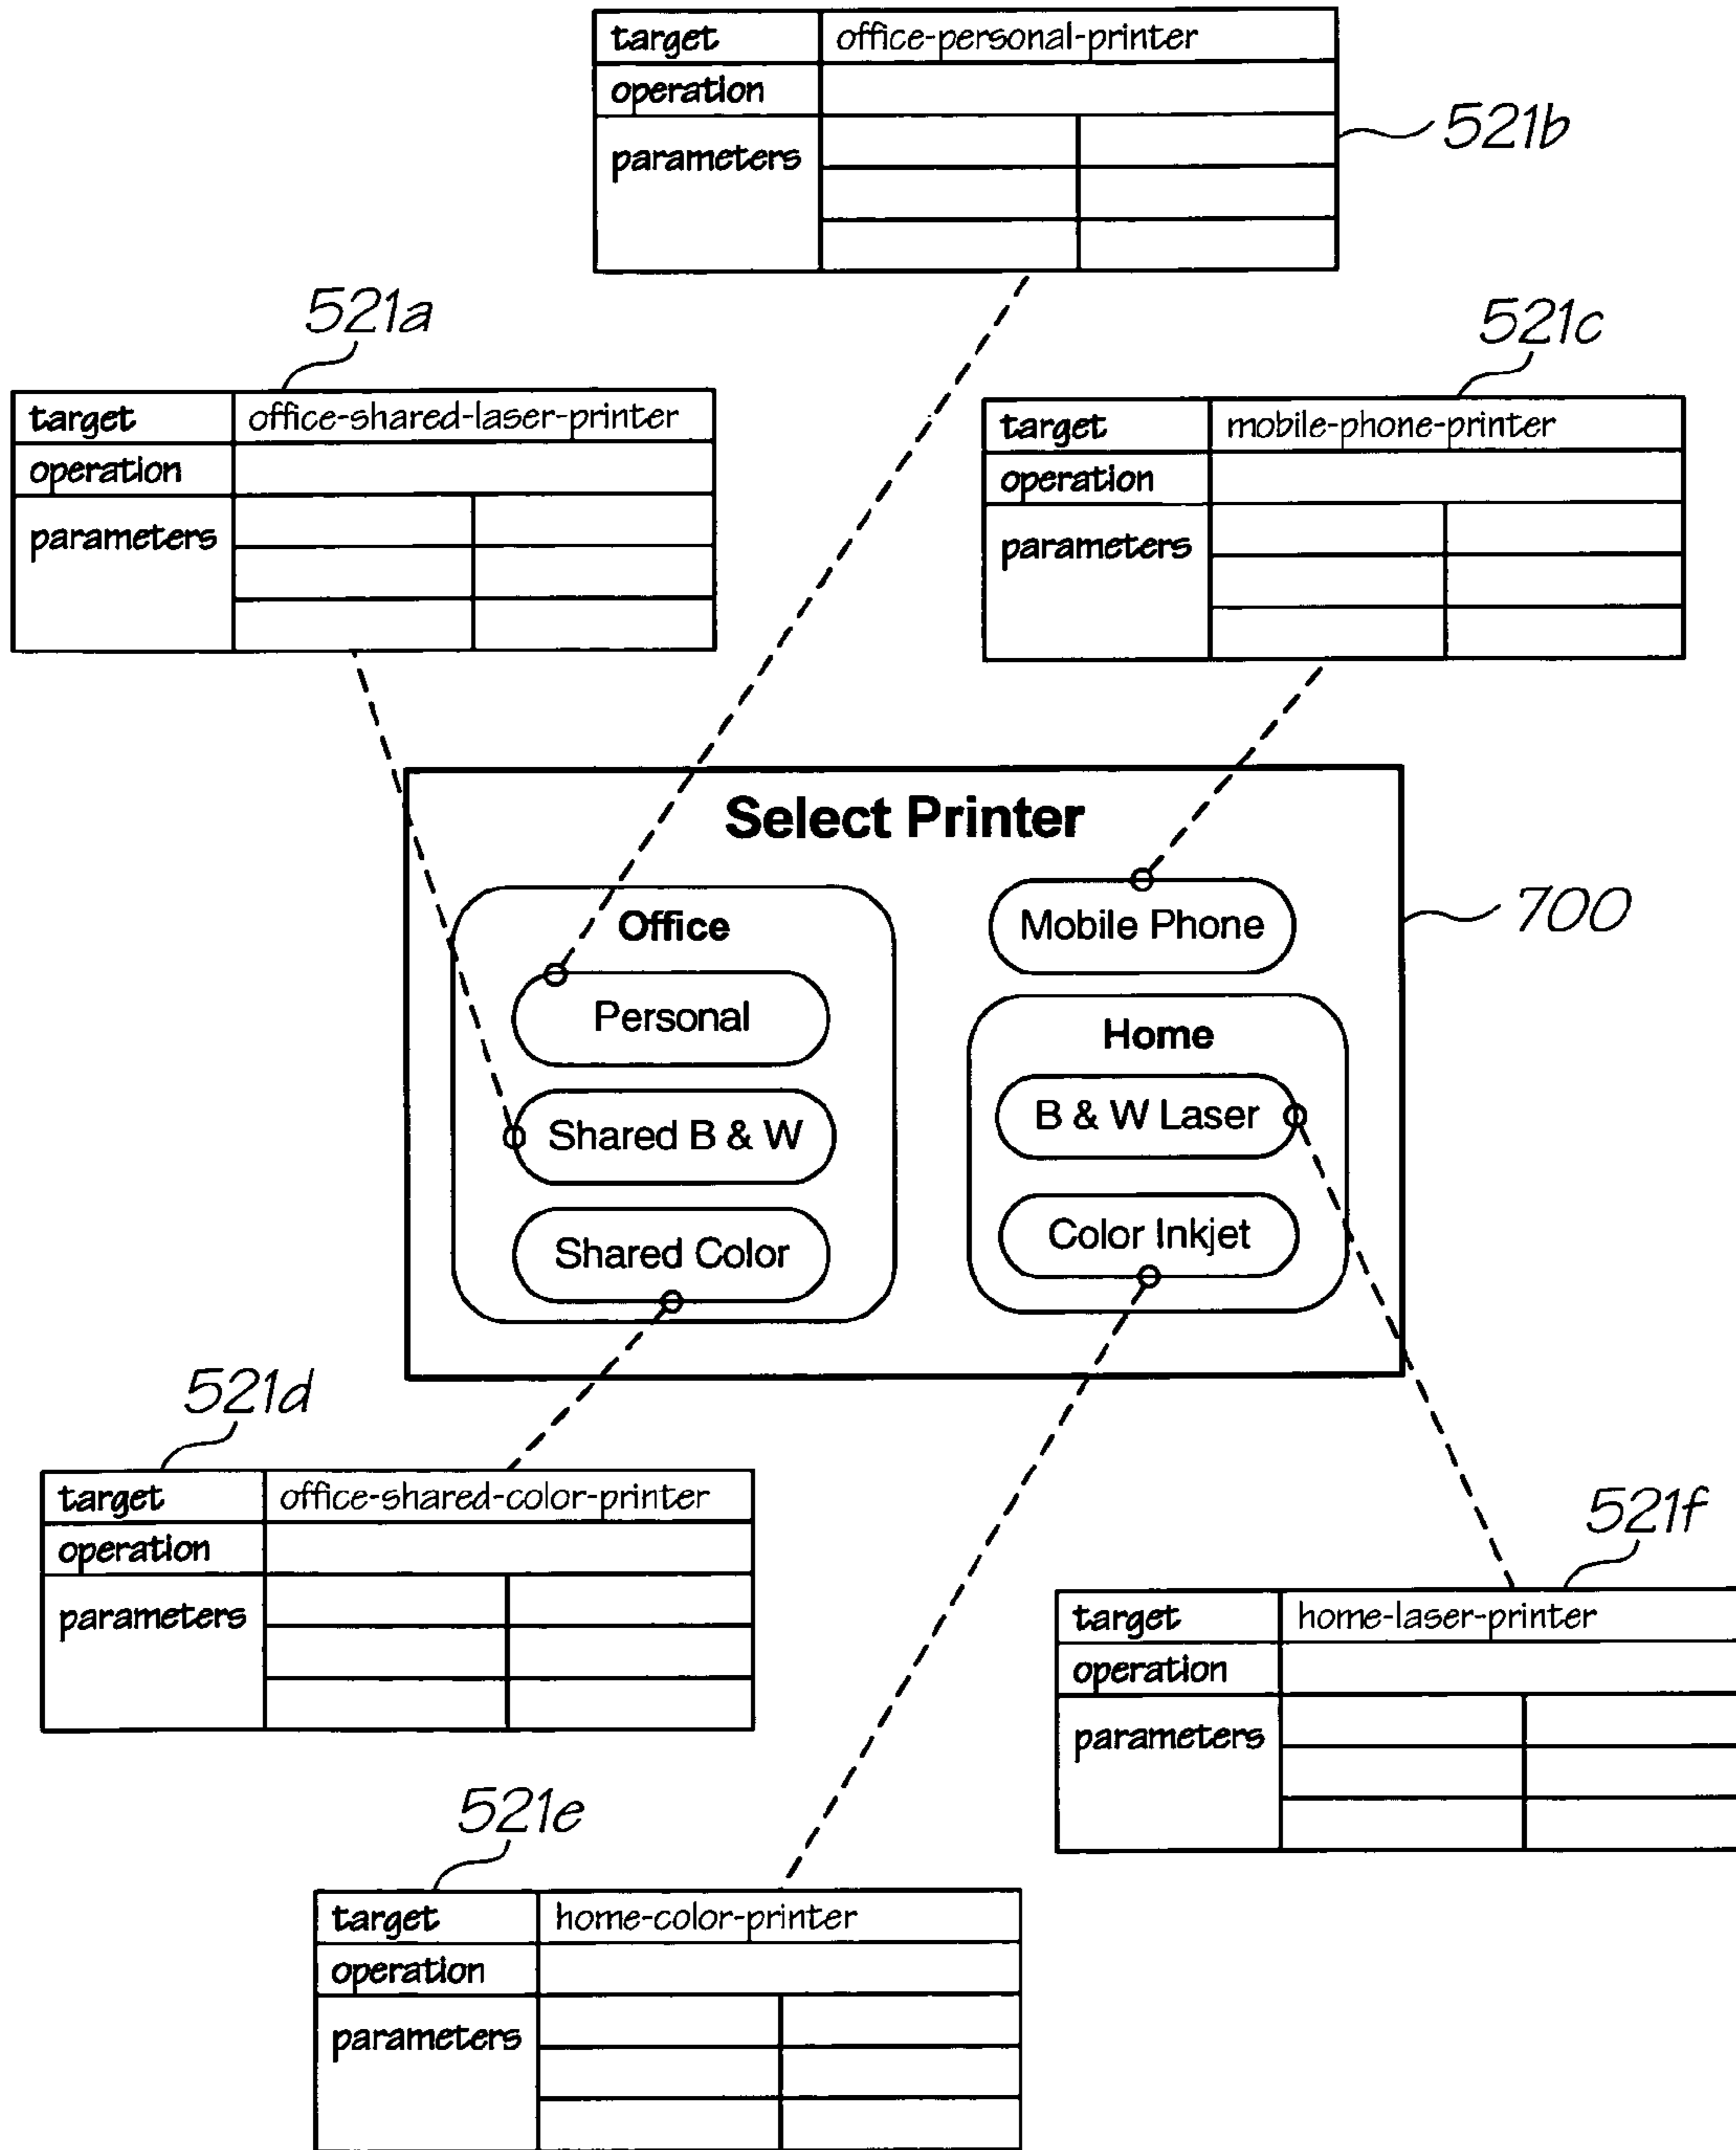 target office-personal-printer
operation
parameters
521b
521a
target office-shared-laser-printer
operation
parameters
521c
target mobile-phone-printer
operation
parameters
Select Printer
Office
Personal
Shared B & W
Shared Color
Mobile Phone
Home
B & W Laser
Color Inkjet
700
521d
target office-shared-color-printer
operation
parameters
521f
target home-laser-printer
operation
parameters
521e
target home-color-printer
operation
parameters